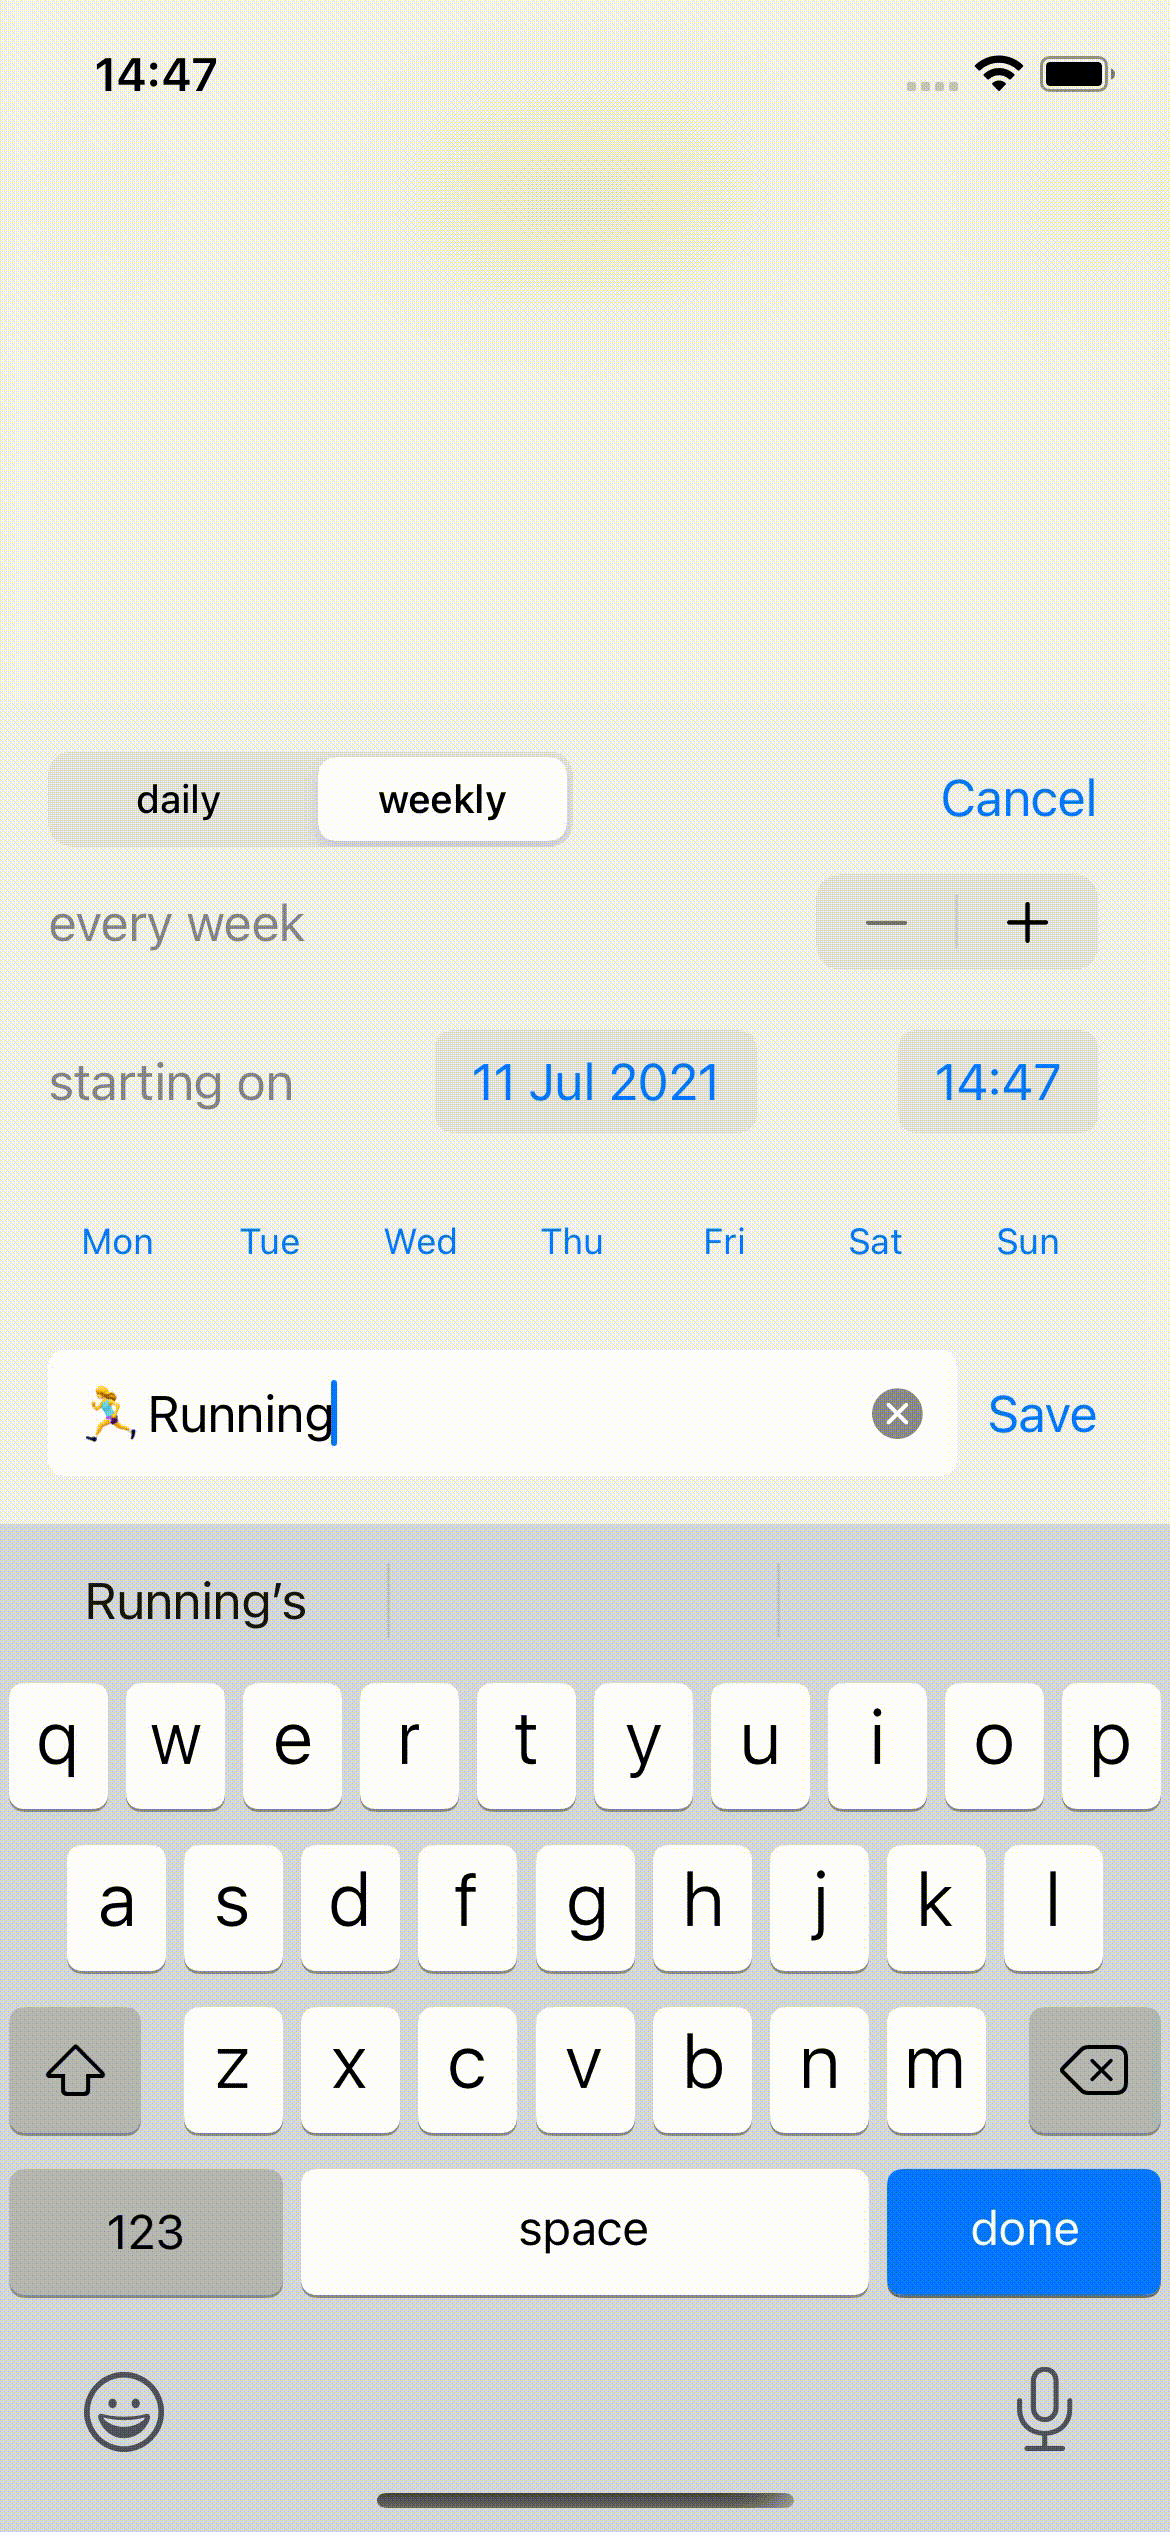 14:47
daily weekly Cancel
every week
starting on 11 Jul 2021 14:47
Mon Tue Wed Thu Fri Sat Sun
🏃‍♀️ Running Save
Running’s
q w e r t y u i o p
a s d f g h j k l
z x c v b n m
123 space done